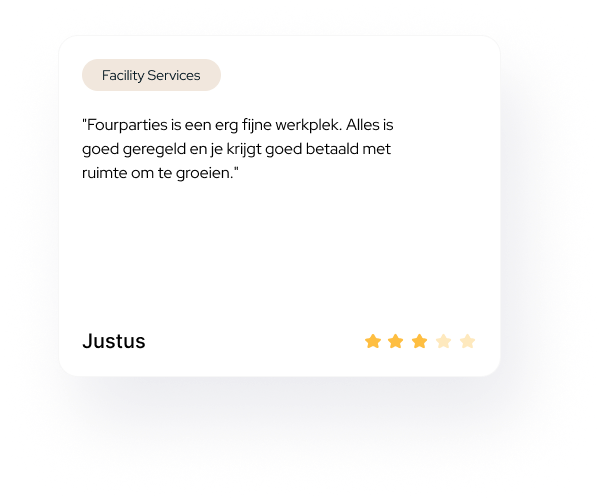 Facility Services
"Fourparties is een erg fijne werkplek. Alles is
goed geregeld en je krijgt goed betaald met
ruimte om te groeien."
Justus